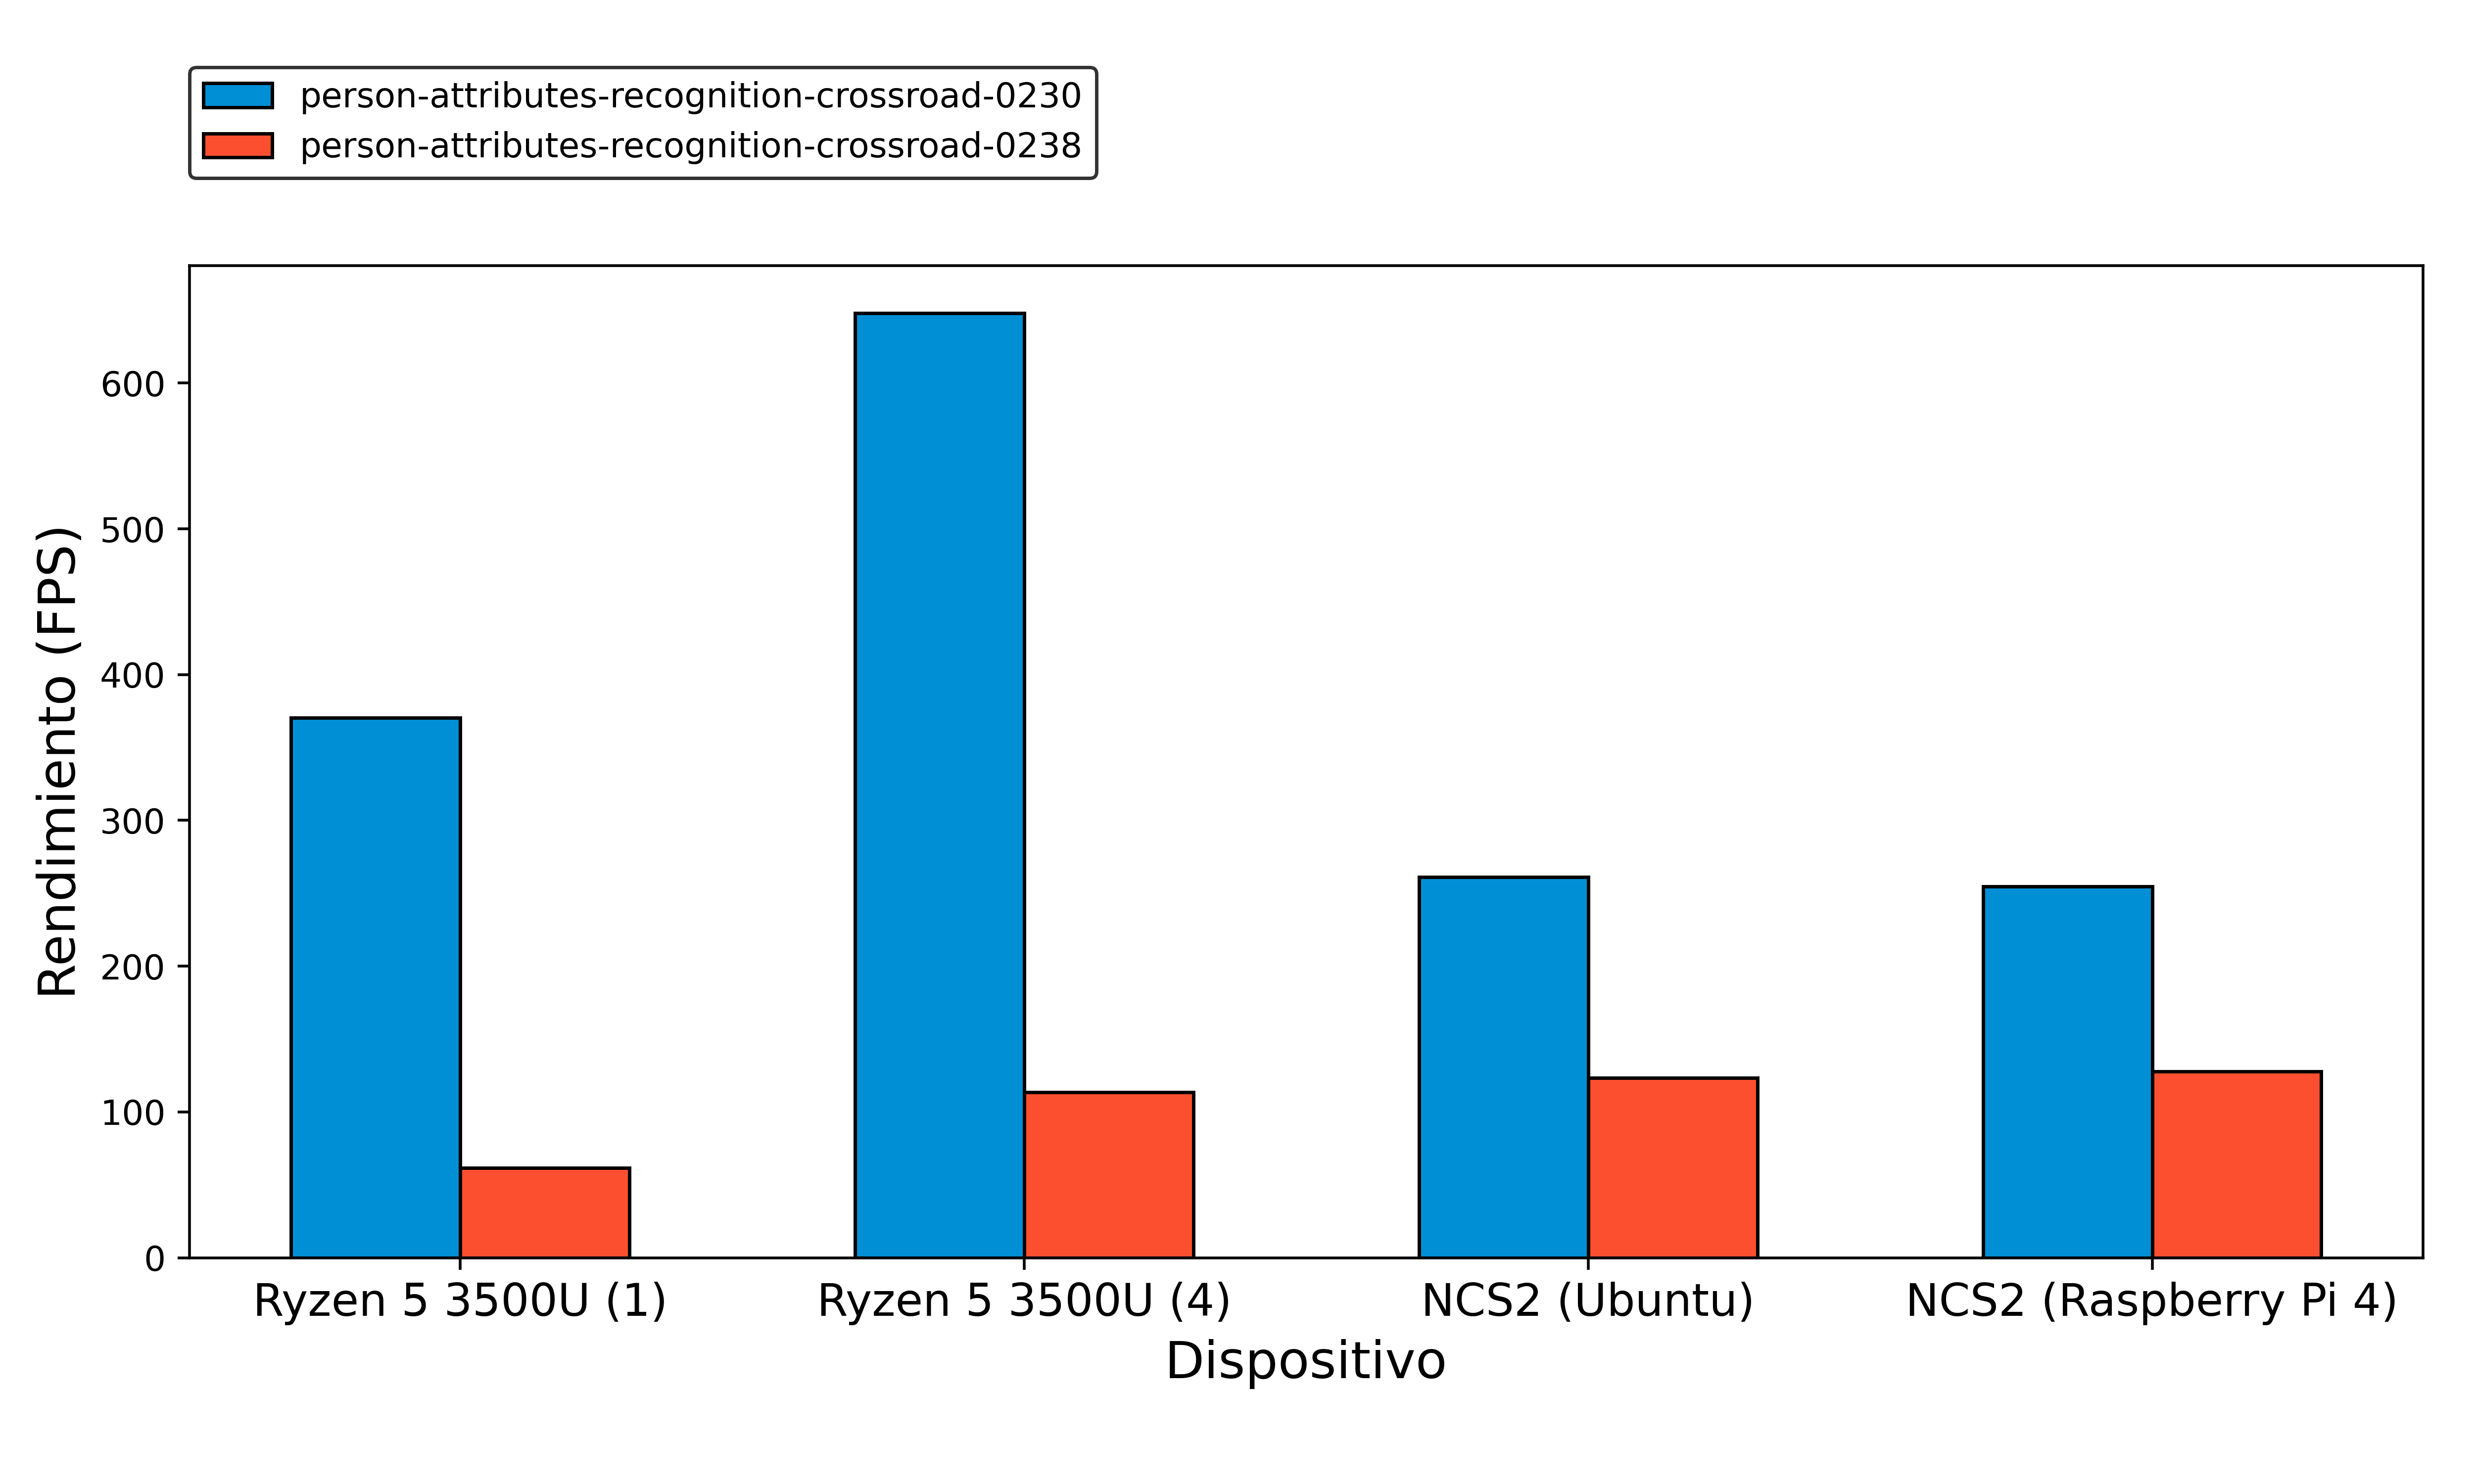 person-attributes-recognition-crossroad-0230
person-attributes-recognition-crossroad-0238
Rendimiento (FPS)
600
500
400
300
200
100
0
Ryzen 5 3500U (1)
Ryzen 5 3500U (4)
NCS2 (Ubuntu)
NCS2 (Raspberry Pi 4)
Dispositivo